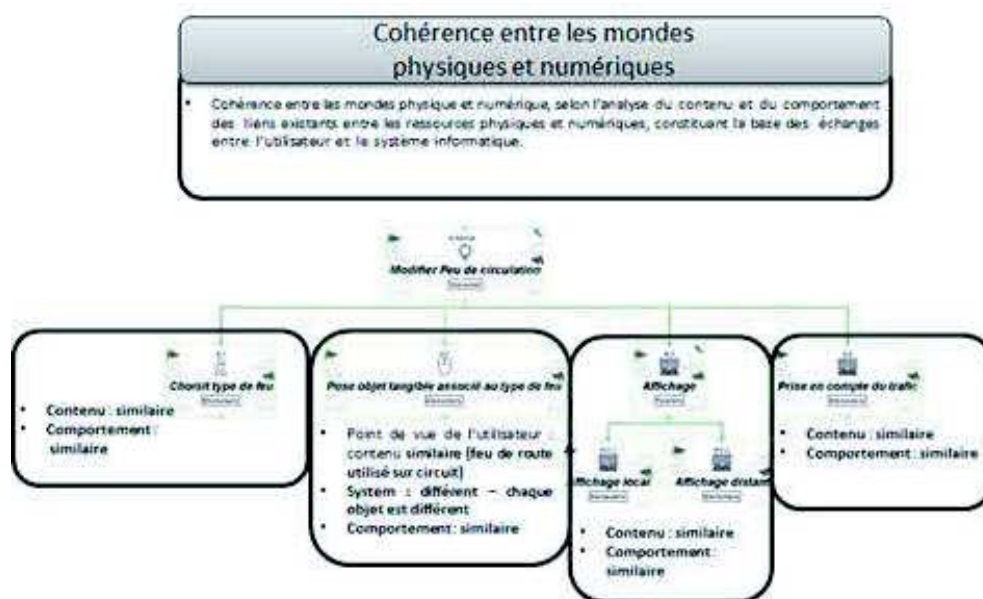 Cohérence entre les mondes
physiques et numériques
• Cohérence entre les mondes physique et numérique, selon l'analyse du contenu et du comportement
des liens existants entre les ressources physiques et numériques, constituant la base des échanges
entre l'utilisateur et le système informatique.
Modifier Feu de circulation
Choisit type de feu
• Contenu : similaire
• Comportement :
similaire
Pose objet tangible associé au type de feu
• Point de vue de l'utilisateur :
contenu similaire (feu de route
utilisé sur circuit)
• System : différent – chaque
objet est différent
• Comportement : similaire
Affichage
Affichage local
Affichage distant
• Contenu : similaire
• Comportement :
similaire
Prise en compte du trafic
• Contenu : similaire
• Comportement : similaire